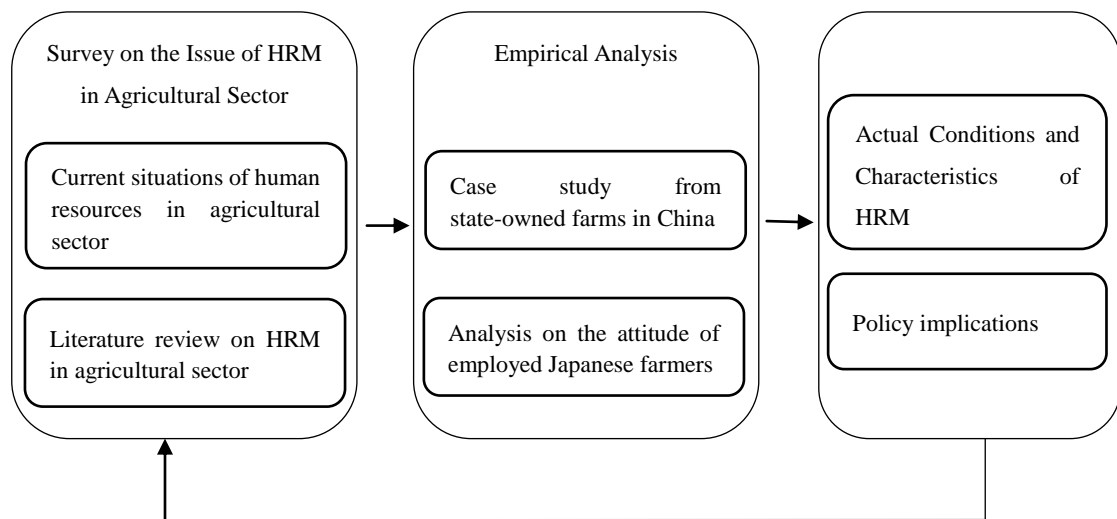 Survey on the Issue of HRM
in Agricultural Sector
Current situations of human
resources in agricultural
sector
Literature review on HRM
in agricultural sector
Empirical Analysis
Case study from
state-owned farms in China
Analysis on the attitude of
employed Japanese farmers
Actual Conditions and
Characteristics of
HRM
Policy implications